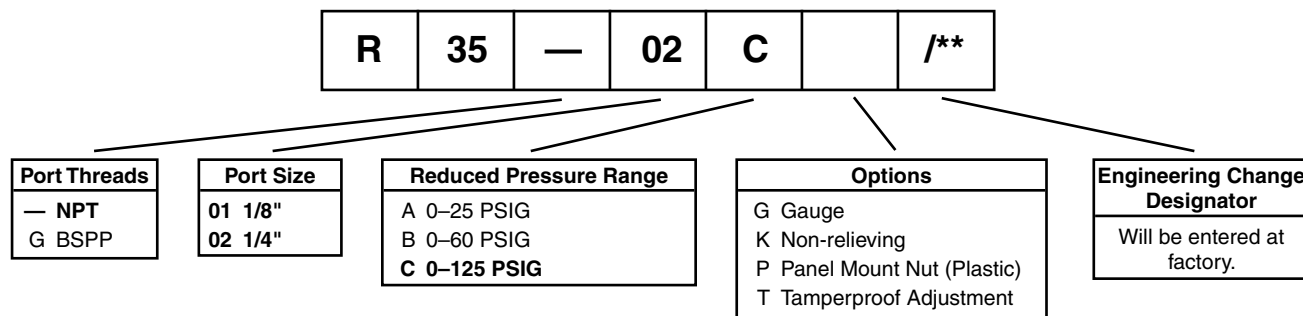 R 35 — 02 C /**
Port Threads
— NPT
G BSPP
Port Size
01 1/8"
02 1/4"
Reduced Pressure Range
A 0–25 PSIG
B 0–60 PSIG
C 0–125 PSIG
Options
G Gauge
K Non-relieving
P Panel Mount Nut (Plastic)
T Tamperproof Adjustment
Engineering Change
Designator
Will be entered at
factory.